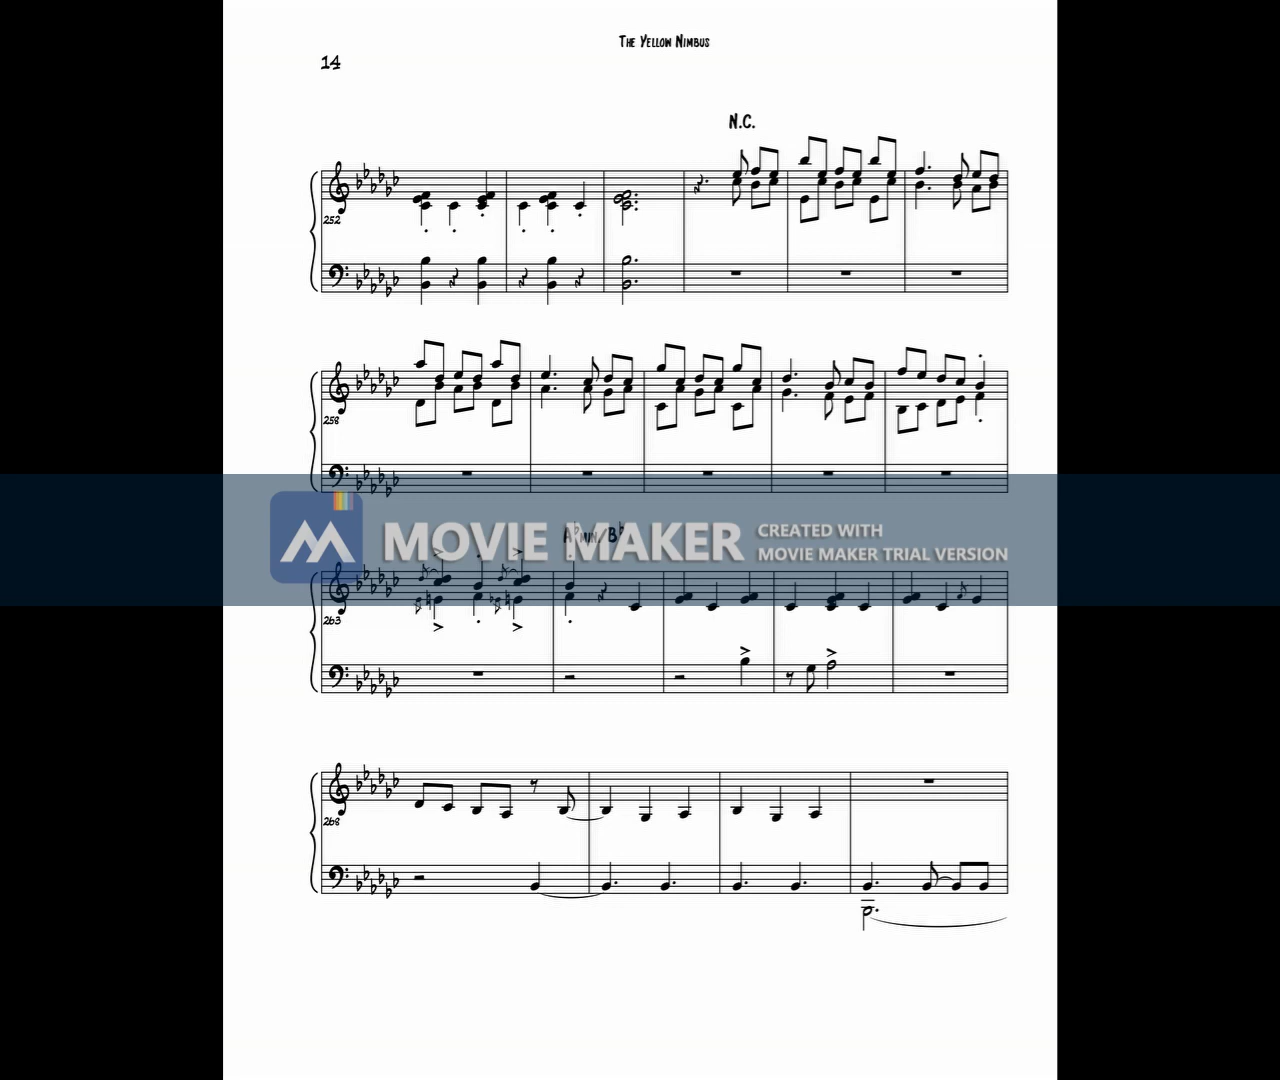 The Yellow Nimbus
14
N.C.
252
258
MOVIE MAKER
CREATED WITH
MOVIE MAKER TRIAL VERSION
263
268